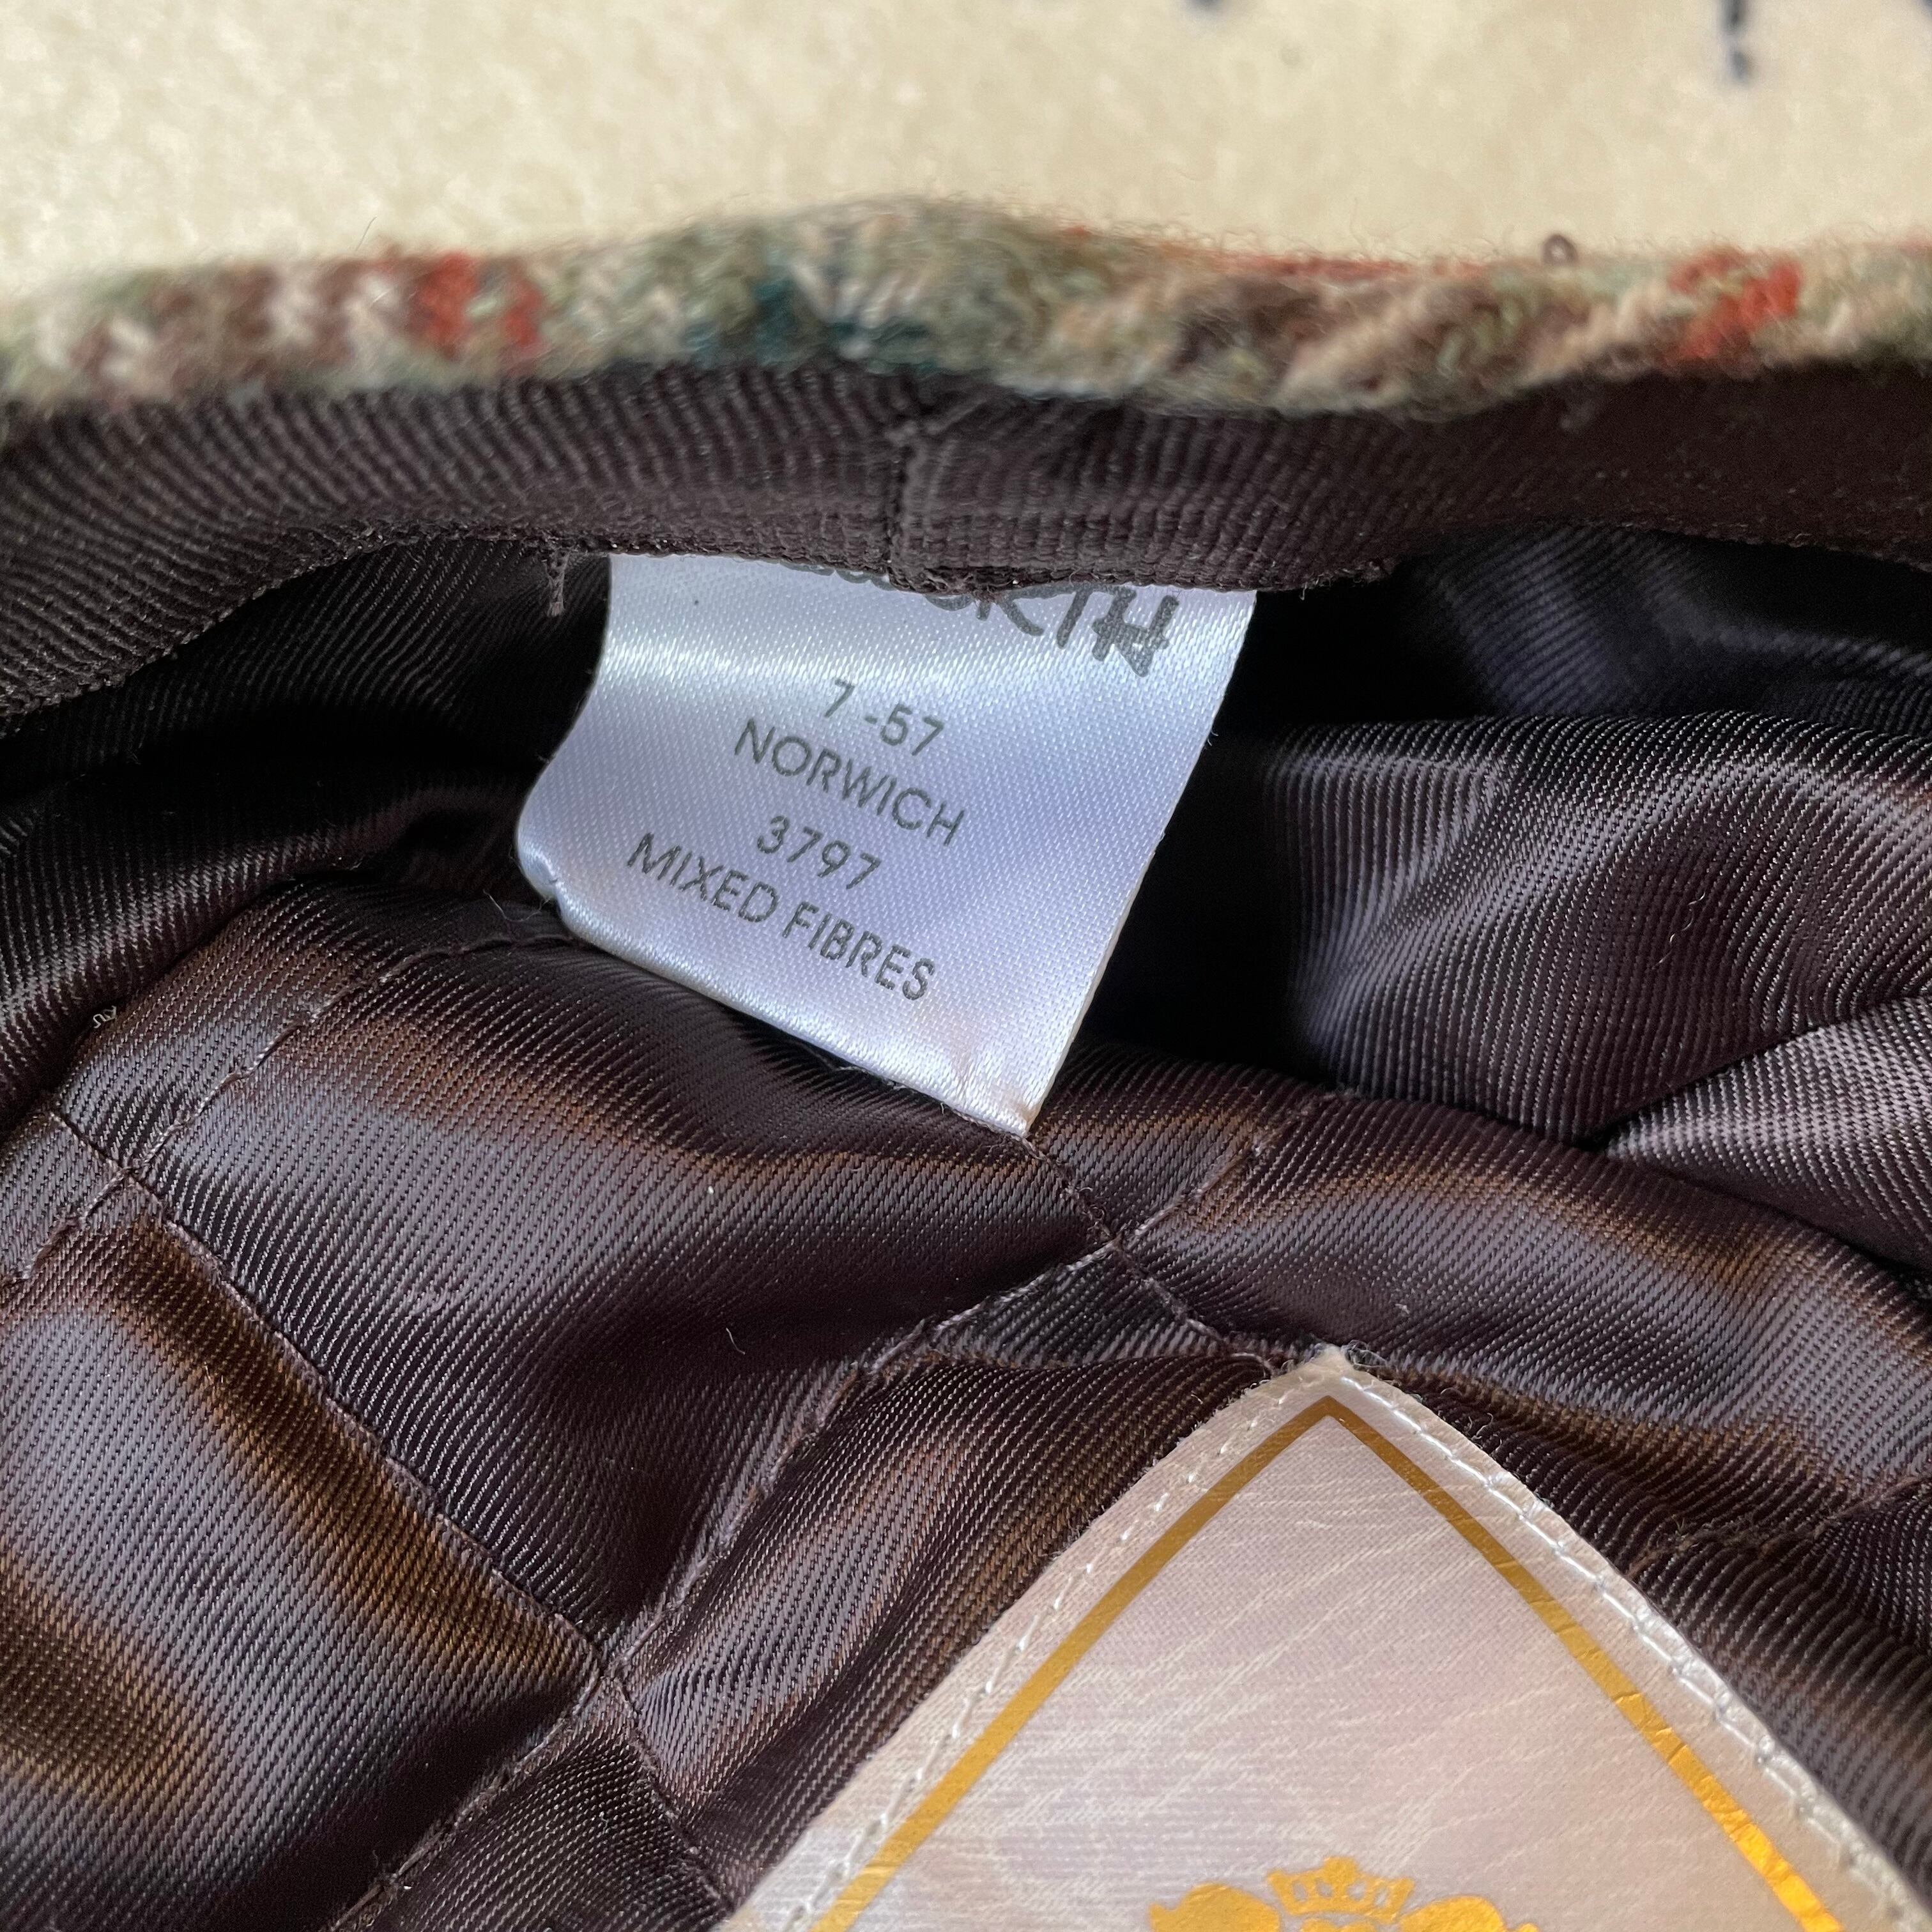 7-57
NORWICH
3797
MIXED FIBRES